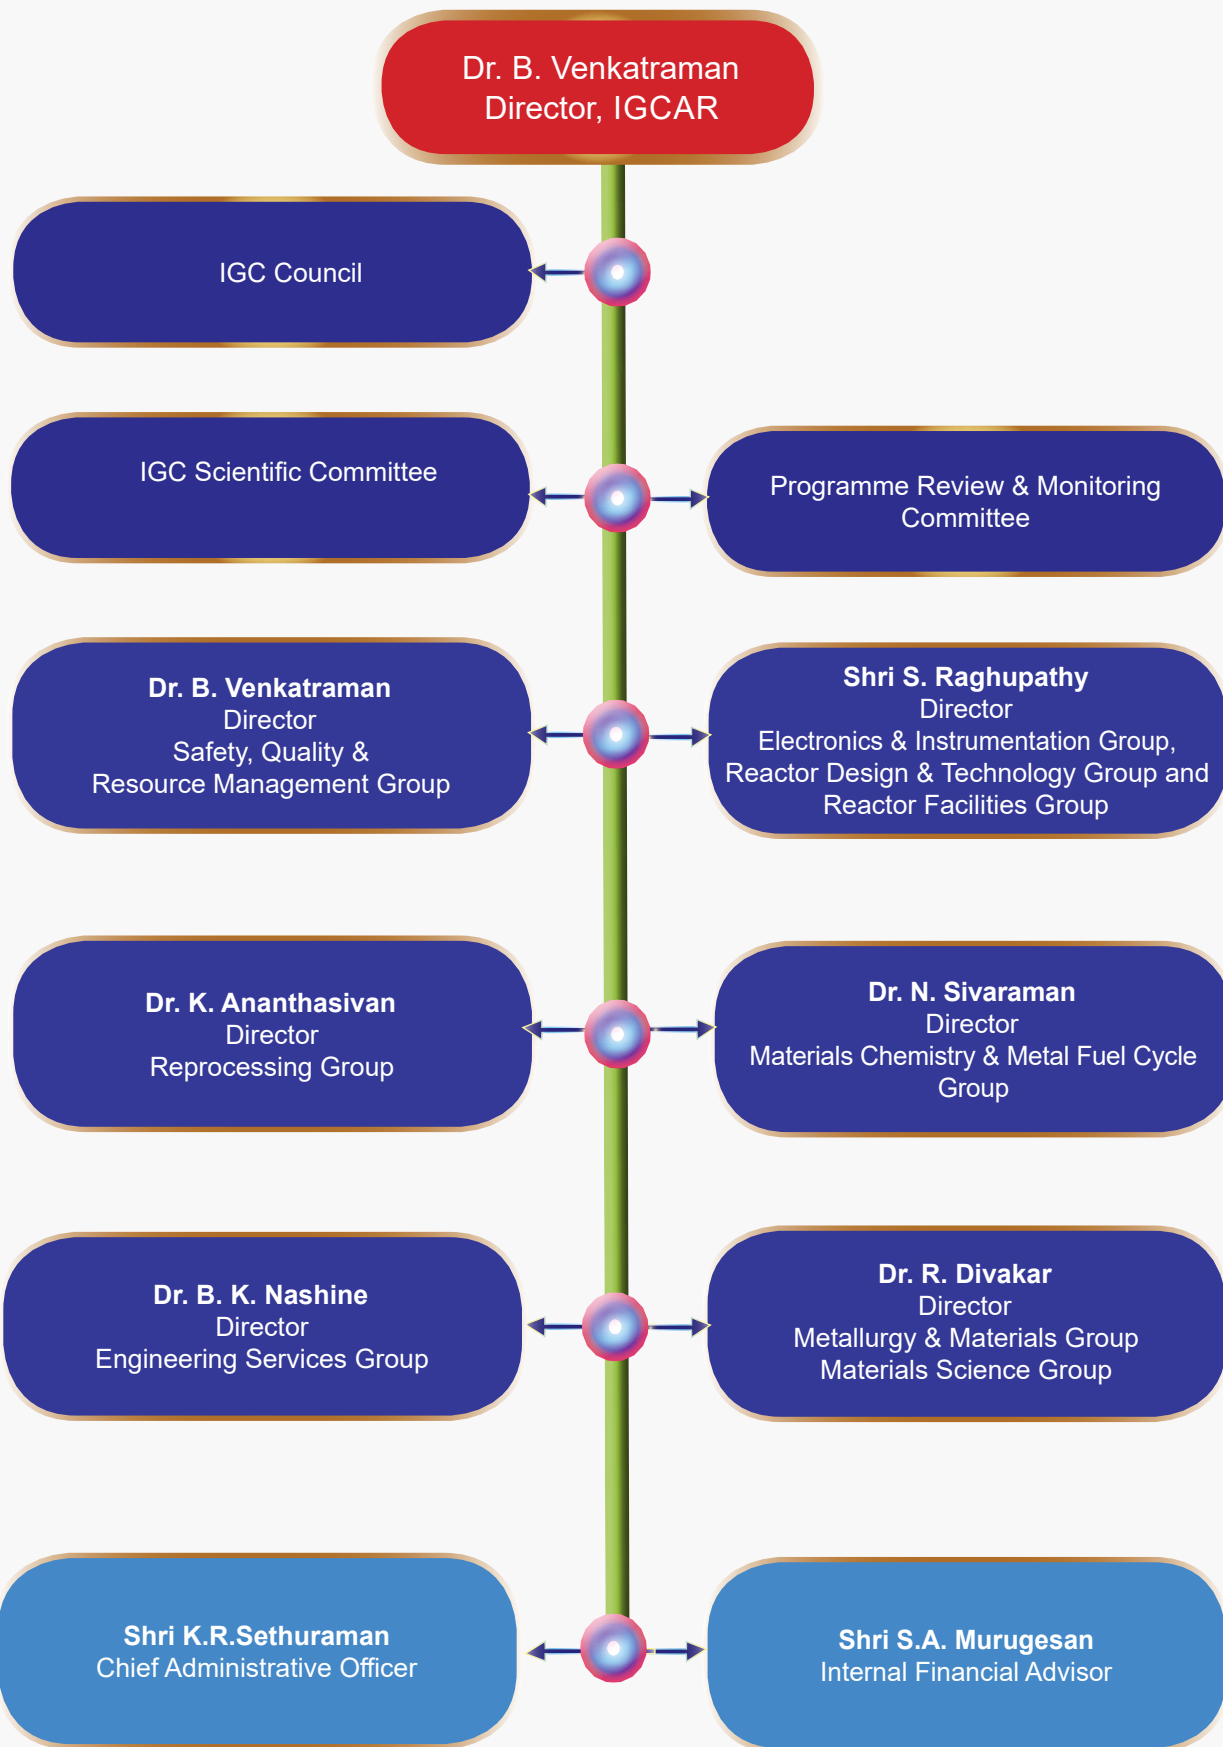 Dr. B. Venkatraman
Director, IGCAR
IGC Council
IGC Scientific Committee
Programme Review & Monitoring
Committee
Dr. B. Venkatraman
Director
Safety, Quality &
Resource Management Group
Shri S. Raghupathy
Director
Electronics & Instrumentation Group,
Reactor Design & Technology Group and
Reactor Facilities Group
Dr. K. Ananthasivan
Director
Reprocessing Group
Dr. N. Sivaraman
Director
Materials Chemistry & Metal Fuel Cycle
Group
Dr. B. K. Nashine
Director
Engineering Services Group
Dr. R. Divakar
Director
Metallurgy & Materials Group
Materials Science Group
Shri K.R.Sethuraman
Chief Administrative Officer
Shri S.A. Murugesan
Internal Financial Advisor